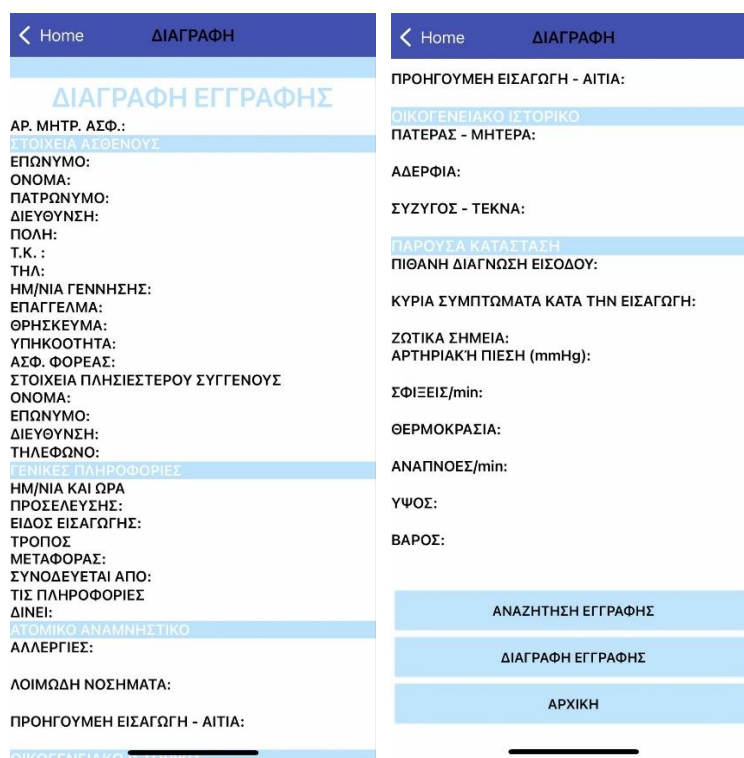 Home
ΔΙΑΓΡΑΦΗ
ΔΙΑΓΡΑΦΗ ΕΓΓΡΑΦΗΣ
ΑΡ. ΜΗΤΡ. ΑΣΦ.:
ΣΤΟΙΧΕΙΑ ΑΣΘΕΝΟΥΣ
ΕΠΩΝΥΜΟ:
ΟΝΟΜΑ:
ΠΑΤΡΩΝΥΜΟ:
ΔΙΕΥΘΥΝΣΗ:
ΠΟΛΗ:
Τ.Κ. :
ΤΗΛ:
ΗΜ/ΝΙΑ ΓΕΝΝΗΣΗΣ:
ΕΠΑΓΓΕΛΜΑ:
ΘΡΗΣΚΕΥΜΑ:
ΥΠΗΚΟΟΤΗΤΑ:
ΑΣΦ. ΦΟΡΕΑΣ:
ΣΤΟΙΧΕΙΑ ΠΛΗΣΙΕΣΤΕΡΟΥ ΣΥΓΓΕΝΟΥΣ
ΟΝΟΜΑ:
ΕΠΩΝΥΜΟ:
ΔΙΕΥΘΥΝΣΗ:
ΤΗΛΕΦΩΝΟ:
ΓΕΝΙΚΕΣ ΠΛΗΡΟΦΟΡΙΕΣ
ΗΜ/ΝΙΑ ΚΑΙ ΩΡΑ
ΠΡΟΣΕΛΕΥΣΗΣ:
ΕΙΔΟΣ ΕΙΣΑΓΩΓΗΣ:
ΤΡΟΠΟΣ
ΜΕΤΑΦΟΡΑΣ:
ΣΥΝΟΔΕΥΕΤΑΙ ΑΠΟ:
ΤΙΣ ΠΛΗΡΟΦΟΡΙΕΣ
ΔΙΝΕΙ:
ΑΤΟΜΙΚΟ ΑΝΑΜΝΗΣΤΙΚΟ
ΑΛΛΕΡΓΙΕΣ:
ΛΟΙΜΩΔΗ ΝΟΣΗΜΑΤΑ:
ΠΡΟΗΓΟΥΜΕΗ ΕΙΣΑΓΩΓΗ - ΑΙΤΙΑ:
Home
ΔΙΑΓΡΑΦΗ
ΠΡΟΗΓΟΥΜΕΗ ΕΙΣΑΓΩΓΗ - ΑΙΤΙΑ:
ΟΙΚΟΓΕΝΕΙΑΚΟ ΙΣΤΟΡΙΚΟ
ΠΑΤΕΡΑΣ - ΜΗΤΕΡΑ:
ΑΔΕΡΦΙΑ:
ΣΥΖΥΓΟΣ - ΤΕΚΝΑ:
ΠΑΡΟΥΣΑ ΚΑΤΑΣΤΑΣΗ
ΠΙΘΑΝΗ ΔΙΑΓΝΩΣΗ ΕΙΣΟΔΟΥ:
ΚΥΡΙΑ ΣΥΜΠΤΩΜΑΤΑ ΚΑΤΑ ΤΗΝ ΕΙΣΑΓΩΓΗ:
ΖΩΤΙΚΑ ΣΗΜΕΙΑ:
ΑΡΤΗΡΙΑΚΉ ΠΙΕΣΗ (mmHg):
ΣΦΙΞΕΙΣ/min:
ΘΕΡΜΟΚΡΑΣΙΑ:
ΑΝΑΠΝΟΕΣ/min:
ΥΨΟΣ:
ΒΑΡΟΣ:
ΑΝΑΖΗΤΗΣΗ ΕΓΓΡΑΦΗΣ
ΔΙΑΓΡΑΦΗ ΕΓΓΡΑΦΗΣ
ΑΡΧΙΚΗ